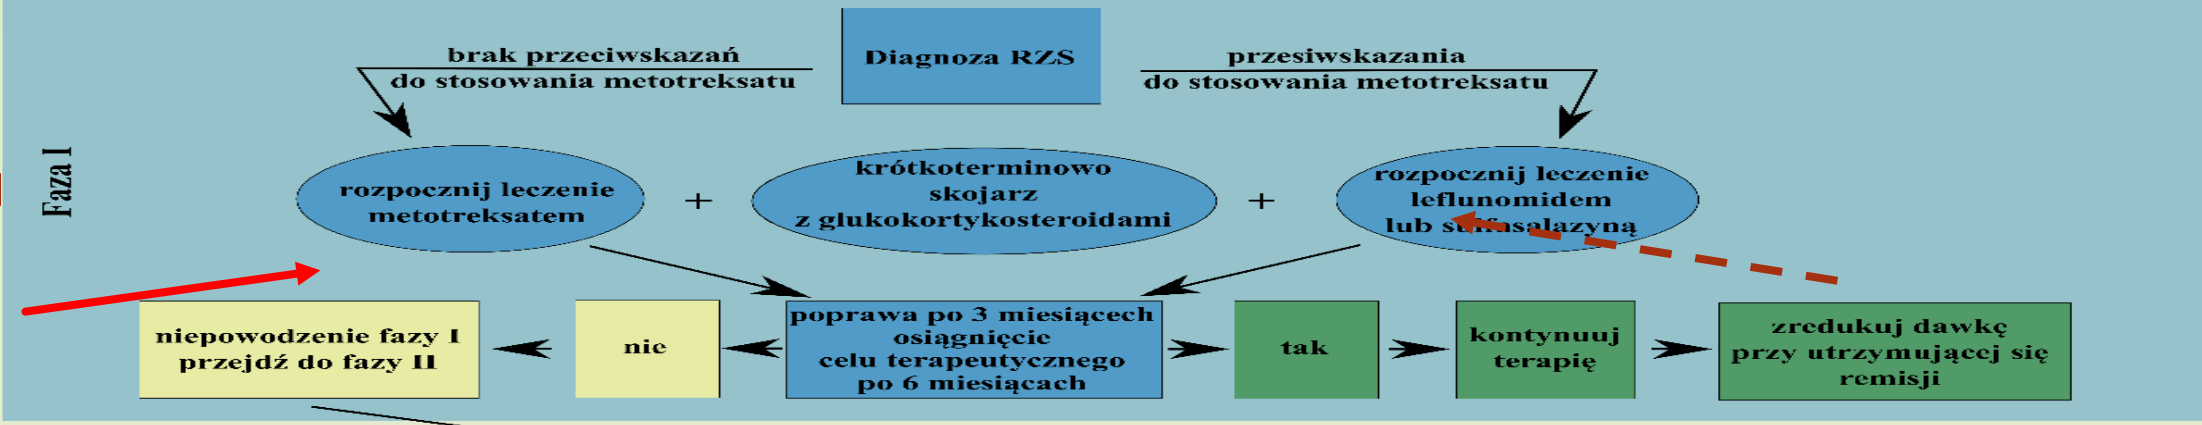 brak przeciwskazań
do stosowania metotreksatu
Diagnoza RZS
przesiwskazania
do stosowania metotreksatu
Faza I
rozpocznij leczenie
metotreksatem
+
krótkoterminowo
skojarz
z glukokortykosteroidami
+
rozpocznij leczenie
leflunomidem
lub sulfasalazyną
niepowodzenie fazy I
przejdź do fazy II
nie
poprawa po 3 miesiącech
osiągnięcie
celu terapeutycznego
po 6 miesiącach
tak
kontynuuj
terapię
zredukuj dawkę
przy utrzymującej się
remisji